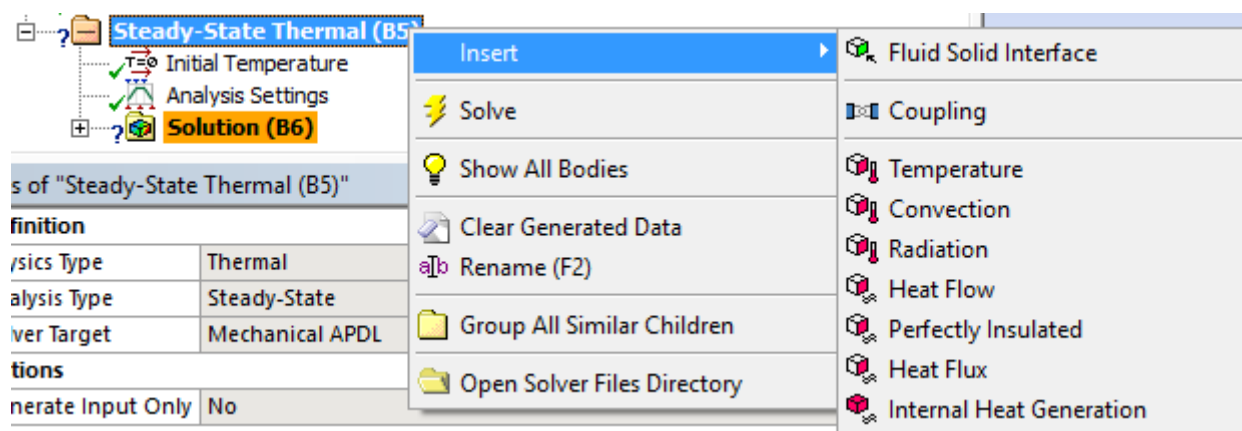 Steady-State Thermal (B5)
T=0 Initial Temperature
Analysis Settings
Solution (B6)
s of "Steady-State Thermal (B5)"
finition
ysics Type Thermal
alysis Type Steady-State
lver Target Mechanical APDL
tions
nerate Input Only No
Insert
Solve
Show All Bodies
Clear Generated Data
Rename (F2)
Group All Similar Children
Open Solver Files Directory
Fluid Solid Interface
Coupling
Temperature
Convection
Radiation
Heat Flow
Perfectly Insulated
Heat Flux
Internal Heat Generation